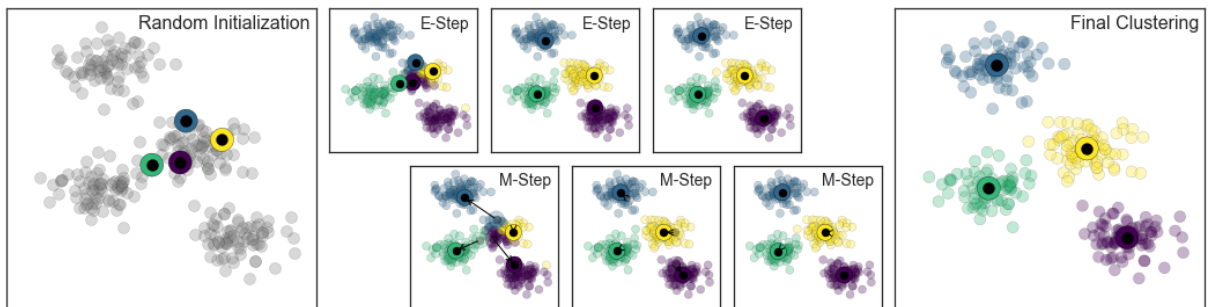 Random Initialization
E-Step
E-Step
E-Step
M-Step
M-Step
M-Step
Final Clustering